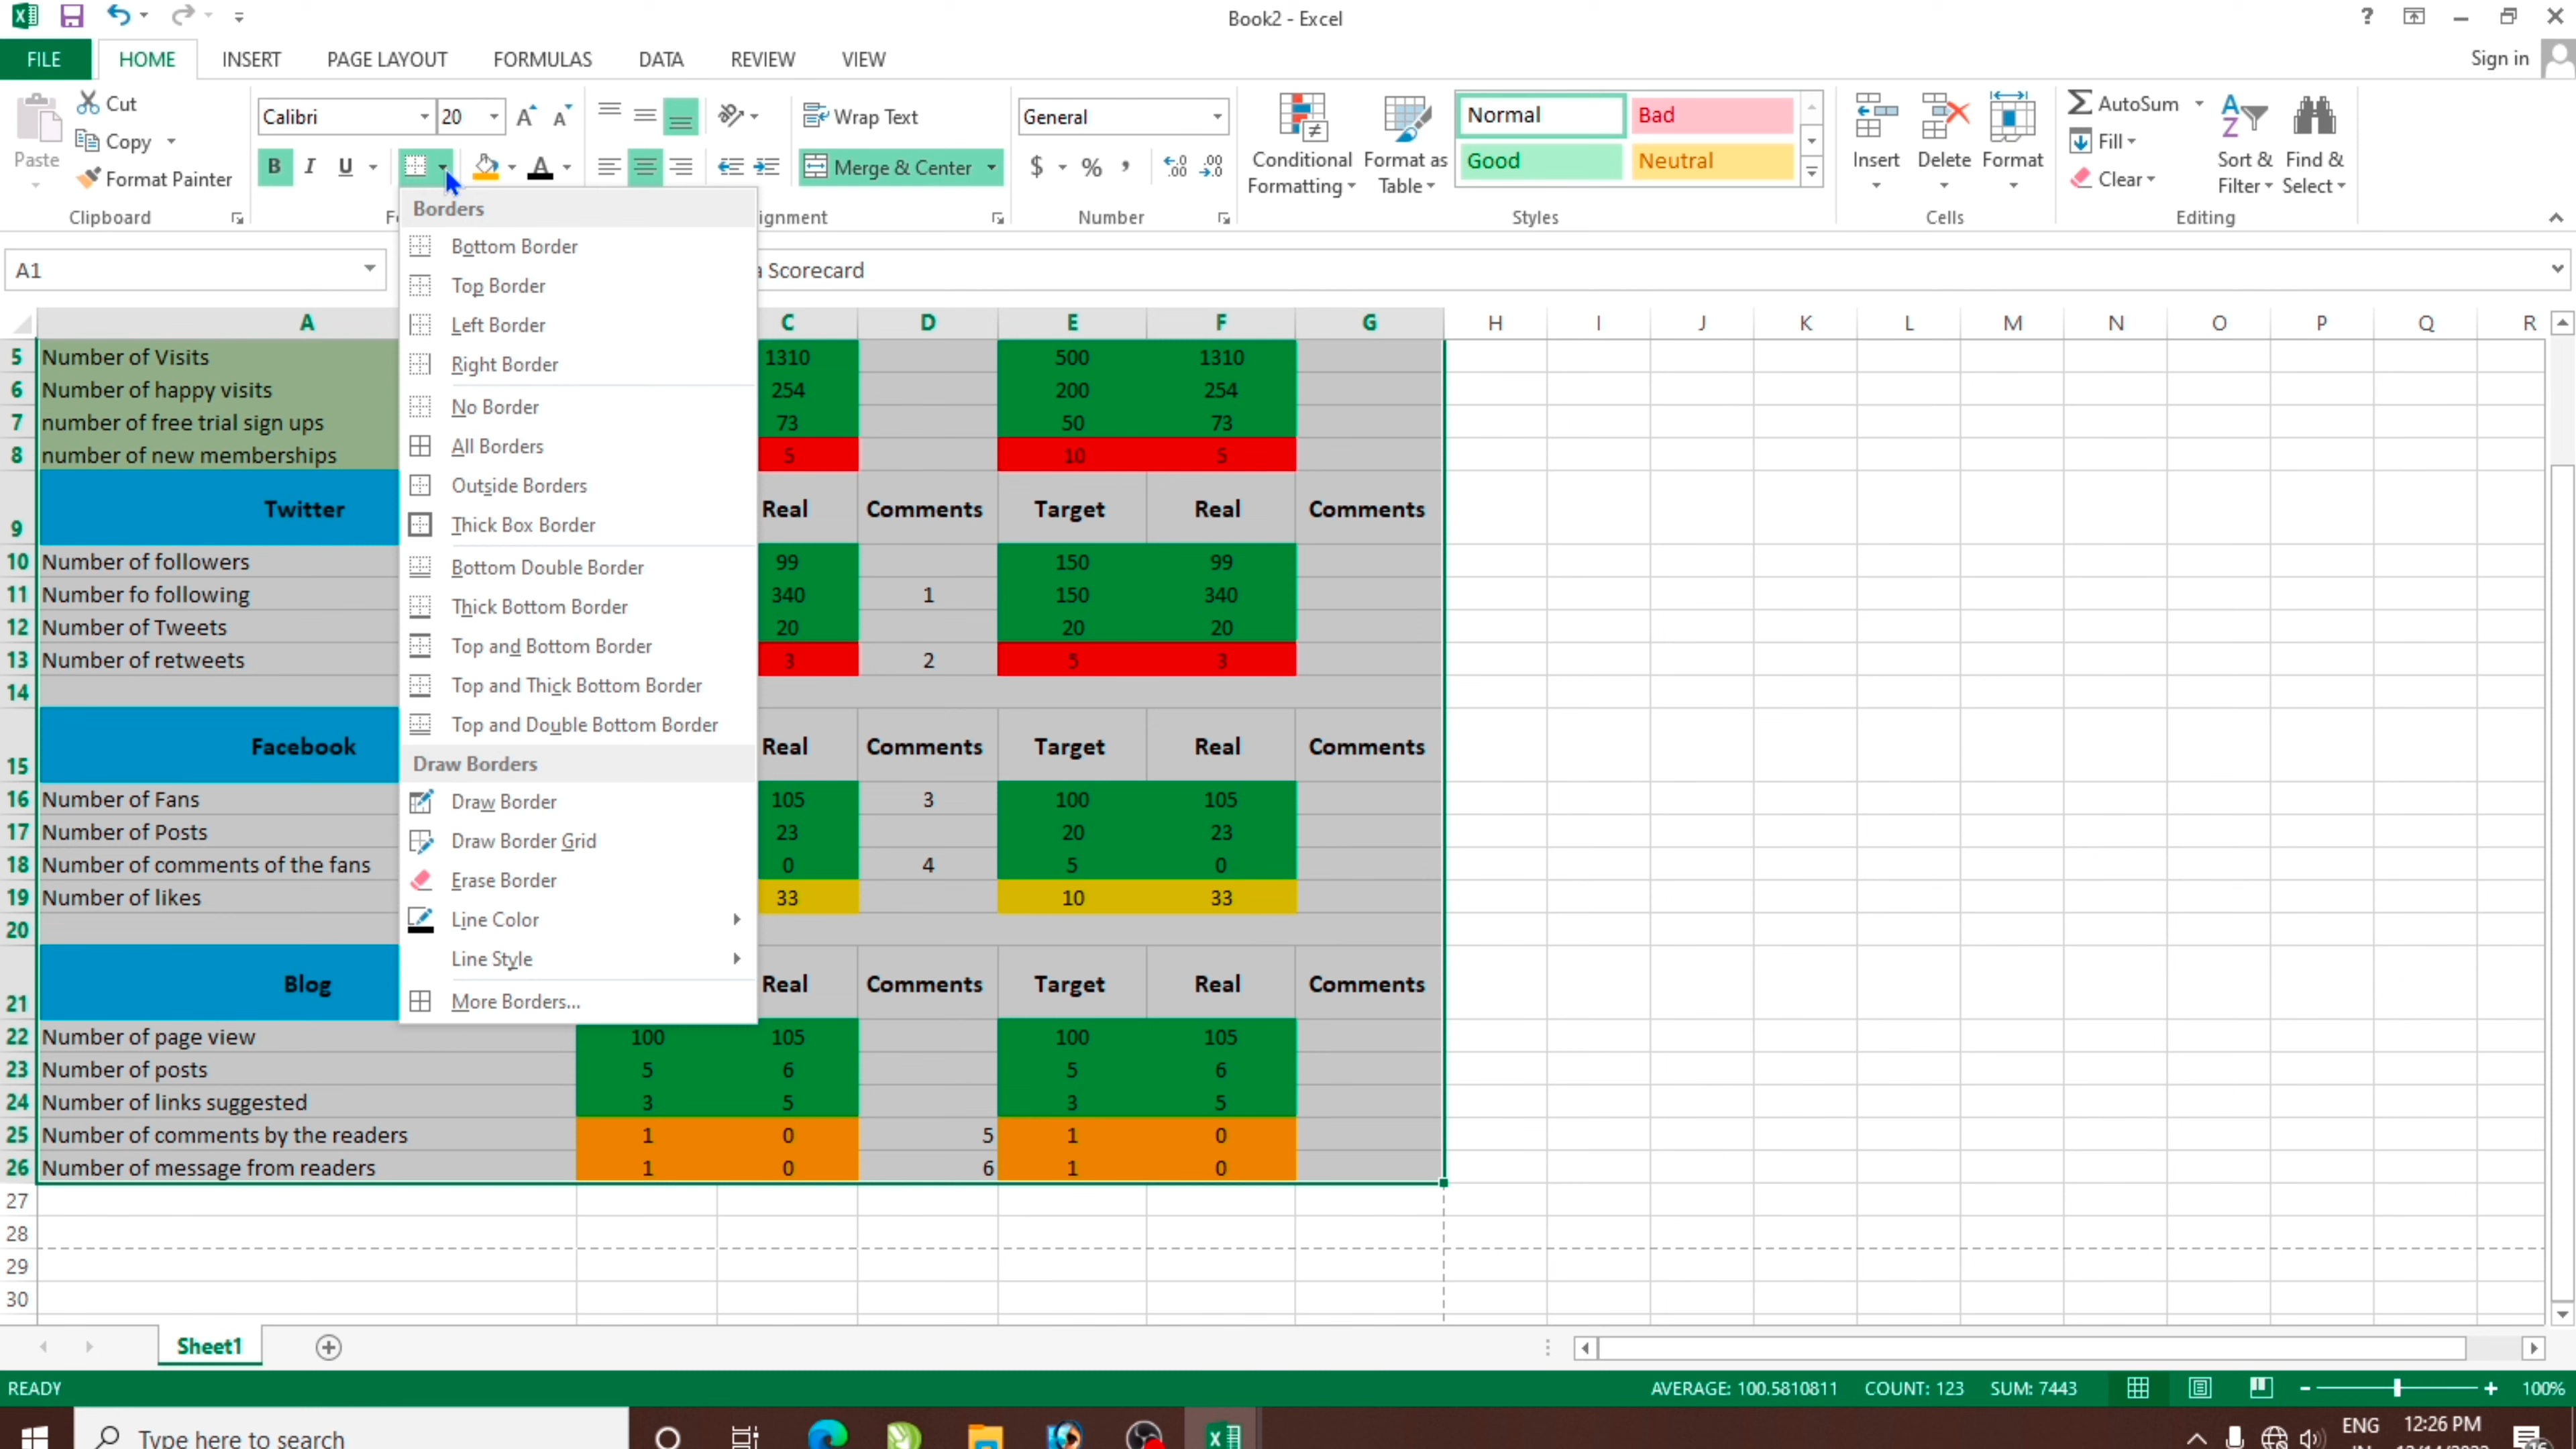 Book2 - Excel
FILE HOME INSERT PAGE LAYOUT FORMULAS DATA REVIEW VIEW Sign in
Cut
Copy
Format Painter
Paste
Clipboard
Calibri 20
B I U
Wrap Text
Merge & Center
ignment
General
$ % ,
Number
Conditional Formatting
Format as Table
Normal Bad
Good Neutral
Styles
Insert Delete Format
Cells
AutoSum
Fill
Clear
Sort & Filter
Find & Select
Editing
A1
Scorecard
Borders
Bottom Border
Top Border
Left Border
Right Border
No Border
All Borders
Outside Borders
Thick Box Border
Bottom Double Border
Thick Bottom Border
Top and Bottom Border
Top and Thick Bottom Border
Top and Double Bottom Border
Draw Borders
Draw Border
Draw Border Grid
Erase Border
Line Color
Line Style
More Borders...
A C D E F G H I J K L M N O P Q R
5 Number of Visits 1310 500 1310
6 Number of happy visits 254 200 254
7 number of free trial sign ups 73 50 73
8 number of new memberships 5 10 5
9 Twitter Real Comments Target Real Comments
10 Number of followers 99 150 99
11 Number fo following 340 1 150 340
12 Number of Tweets 20 20 20
13 Number of retweets 3 2 5 3
14
15 Facebook Real Comments Target Real Comments
16 Number of Fans 105 3 100 105
17 Number of Posts 23 20 23
18 Number of comments of the fans 0 4 5 0
19 Number of likes 33 10 33
20
21 Blog Real Comments Target Real Comments
22 Number of page view 100 105 100 105
23 Number of posts 5 6 5 6
24 Number of links suggested 3 5 3 5
25 Number of comments by the readers 1 0 5 1 0
26 Number of message from readers 1 0 6 1 0
27
28
29
30
Sheet1
READY AVERAGE: 100.5810811 COUNT: 123 SUM: 7443 100%
Type here to search
ENG 12:26 PM